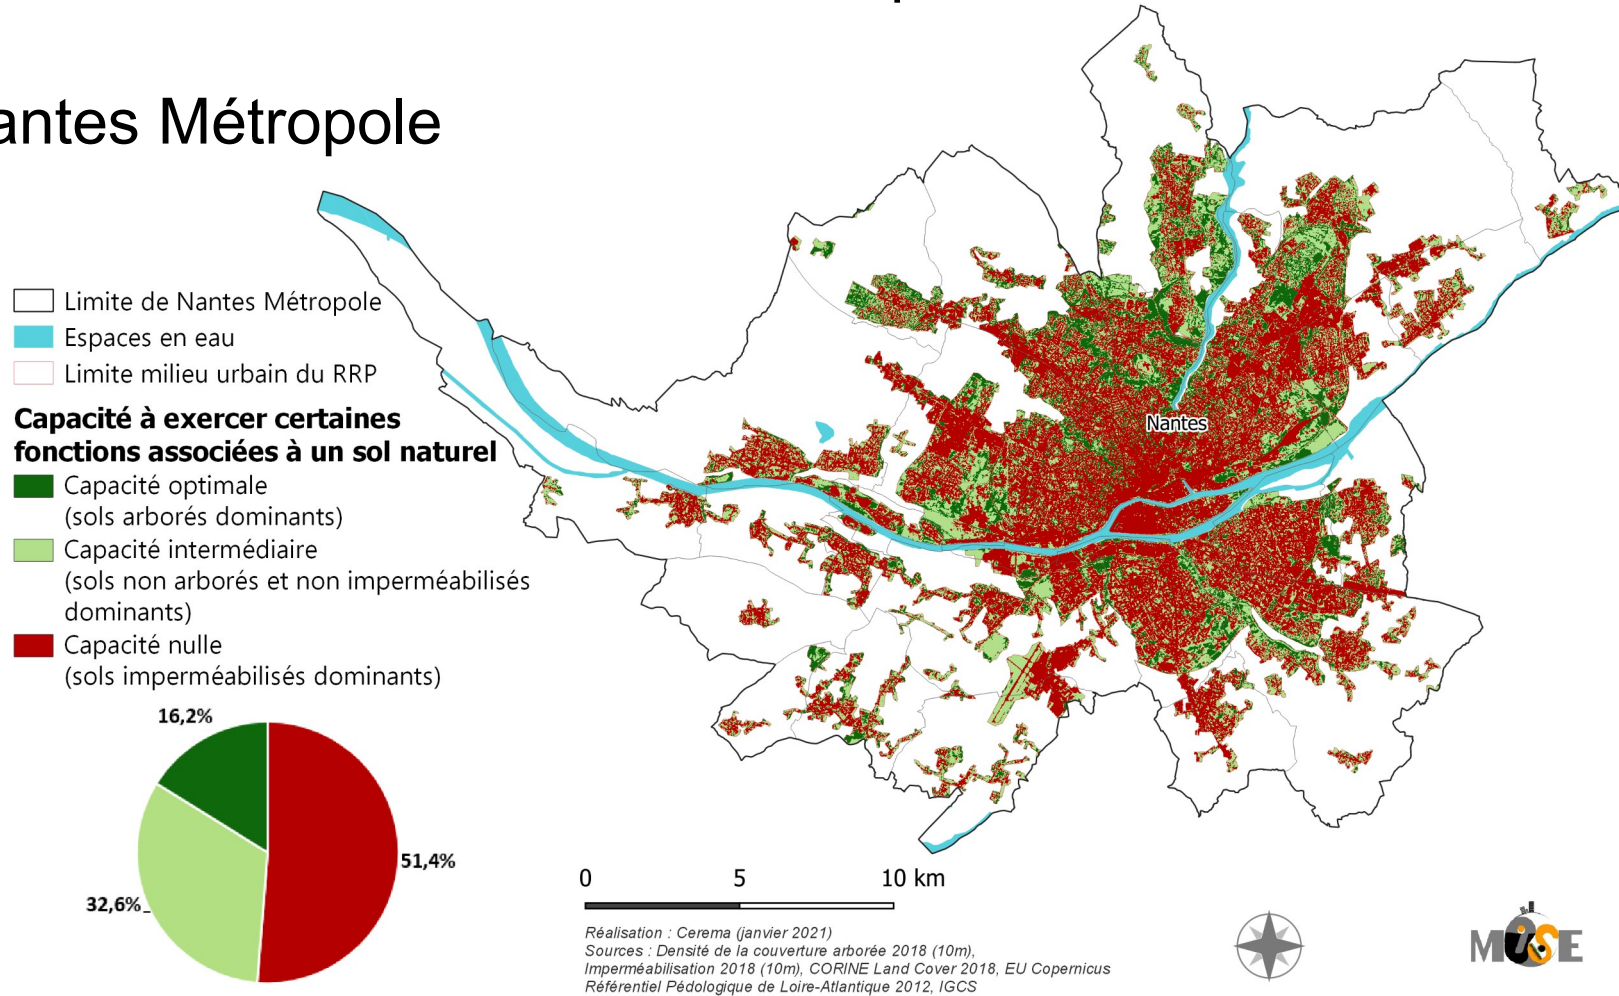 antes Métropole
Limite de Nantes Métropole
Espaces en eau
Limite milieu urbain du RRP
Capacité à exercer certaines
fonctions associées à un sol naturel
Capacité optimale
(sols arborés dominants)
Capacité intermédiaire
(sols non arborés et non imperméabilisés
dominants)
Capacité nulle
(sols imperméabilisés dominants)
16,2%
51,4%
32,6%
Nantes
0 5 10 km
Réalisation : Cerema (janvier 2021)
Sources : Densité de la couverture arborée 2018 (10m),
Imperméabilisation 2018 (10m), CORINE Land Cover 2018, EU Copernicus
Référentiel Pédologique de Loire-Atlantique 2012, IGCS
MUSE